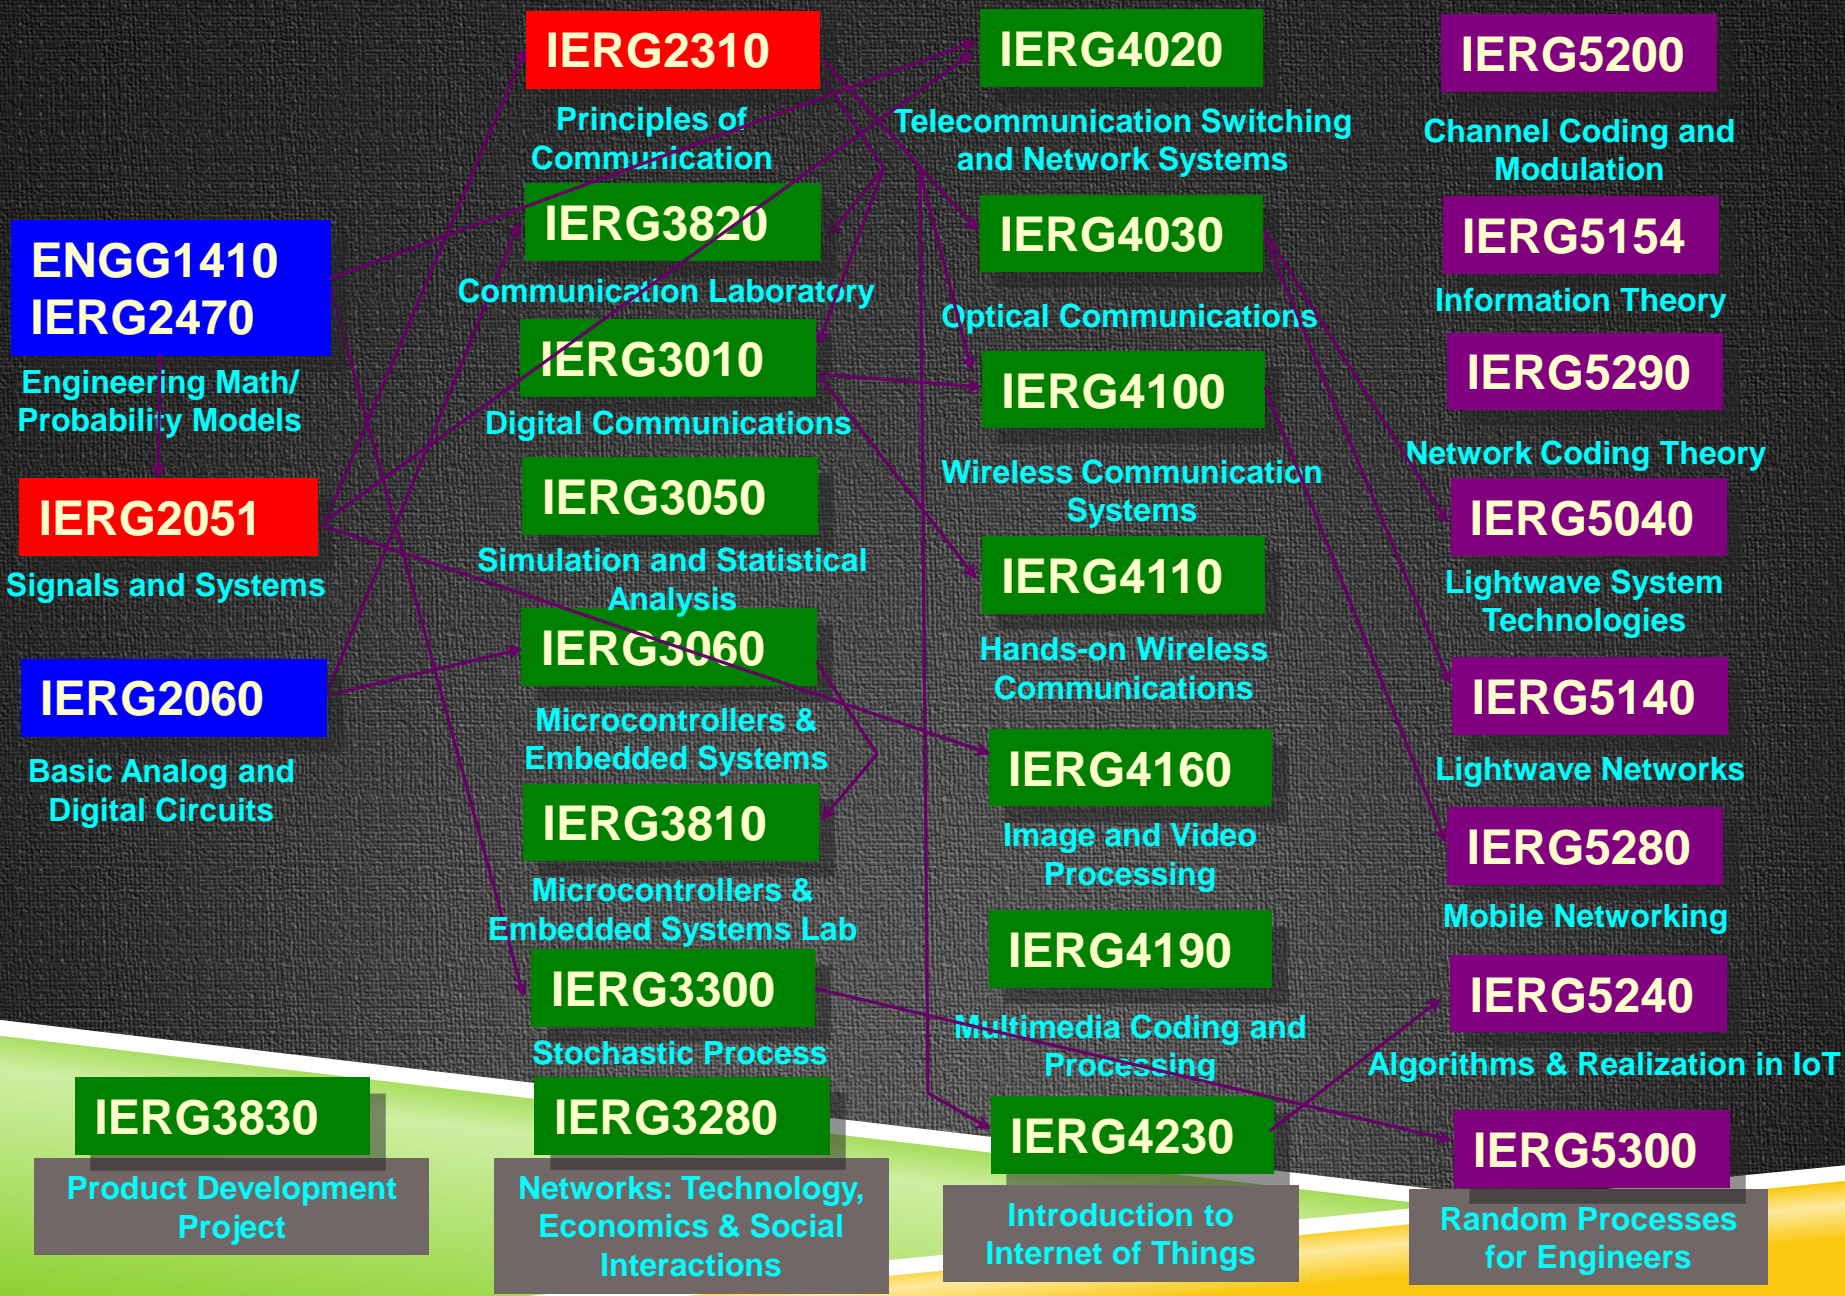 ENGG1410
IERG2470
Engineering Math/
Probability Models
IERG2051
Signals and Systems
IERG2060
Basic Analog and
Digital Circuits
IERG3830
Product Development
Project
IERG2310
Principles of
Communication
IERG3820
Communication Laboratory
IERG3010
Digital Communications
IERG3050
Simulation and Statistical
Analysis
IERG3060
Microcontrollers &
Embedded Systems
IERG3810
Microcontrollers &
Embedded Systems Lab
IERG3300
Stochastic Process
IERG3280
Networks: Technology,
Economics & Social
Interactions
IERG4020
Telecommunication Switching
and Network Systems
IERG4030
Optical Communications
IERG4100
Wireless Communication
Systems
IERG4110
Hands-on Wireless
Communications
IERG4160
Image and Video
Processing
IERG4190
Multimedia Coding and
Processing
IERG4230
Introduction to
Internet of Things
IERG5200
Channel Coding and
Modulation
IERG5154
Information Theory
IERG5290
Network Coding Theory
IERG5040
Lightwave System
Technologies
IERG5140
Lightwave Networks
IERG5280
Mobile Networking
IERG5240
Algorithms & Realization in IoT
IERG5300
Random Processes
for Engineers